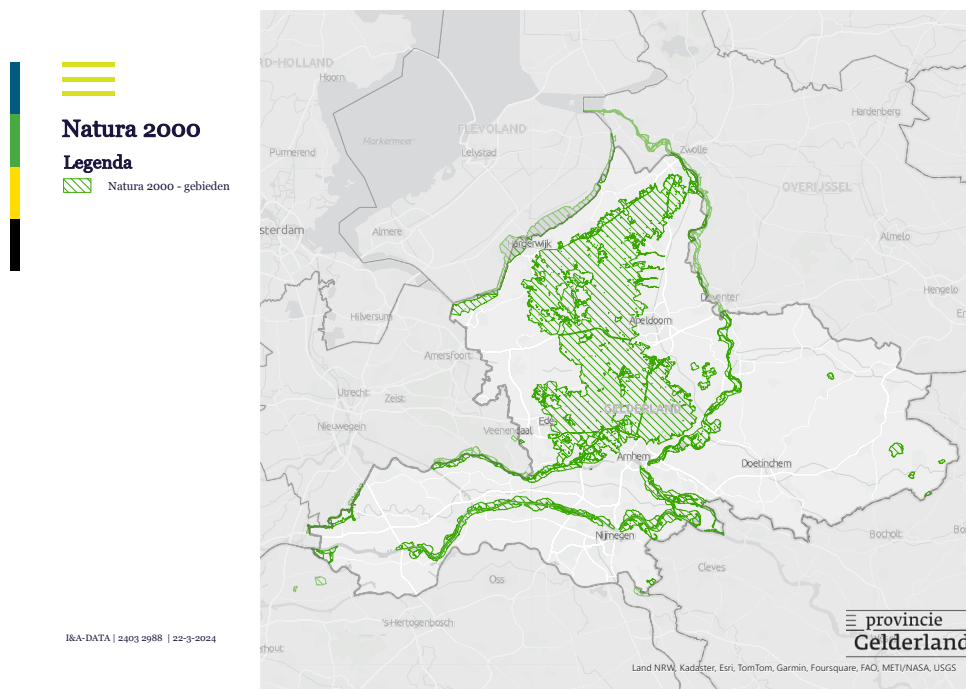 Natura 2000
Legenda
Natura 2000 - gebieden
I&A-DATA | 2403 2988 | 22-3-2024
RD-HOLLAND
Hoorn
Hardenberg
Markermeer
FLEVOLAND
Purmerend
Lelystad
Zwolle
OVERIJSSEL
sterdam
Almere
Almelo
Harderwijk
Hengelo
Deventer
Hilversum
Apeldoorn
Amersfoort
Utrecht
Zeist
GELDERLAND
Ede
Nieuwegein
Veenendaal
Arnhem
Doetinchem
Nijmegen
Bocholt
Cleves
Oss
's-Hertogenbosch
erhout
provincie
Gelderland
Land NRW, Kadaster, Esri, TomTom, Garmin, Foursquare, FAO, METI/NASA, USGS